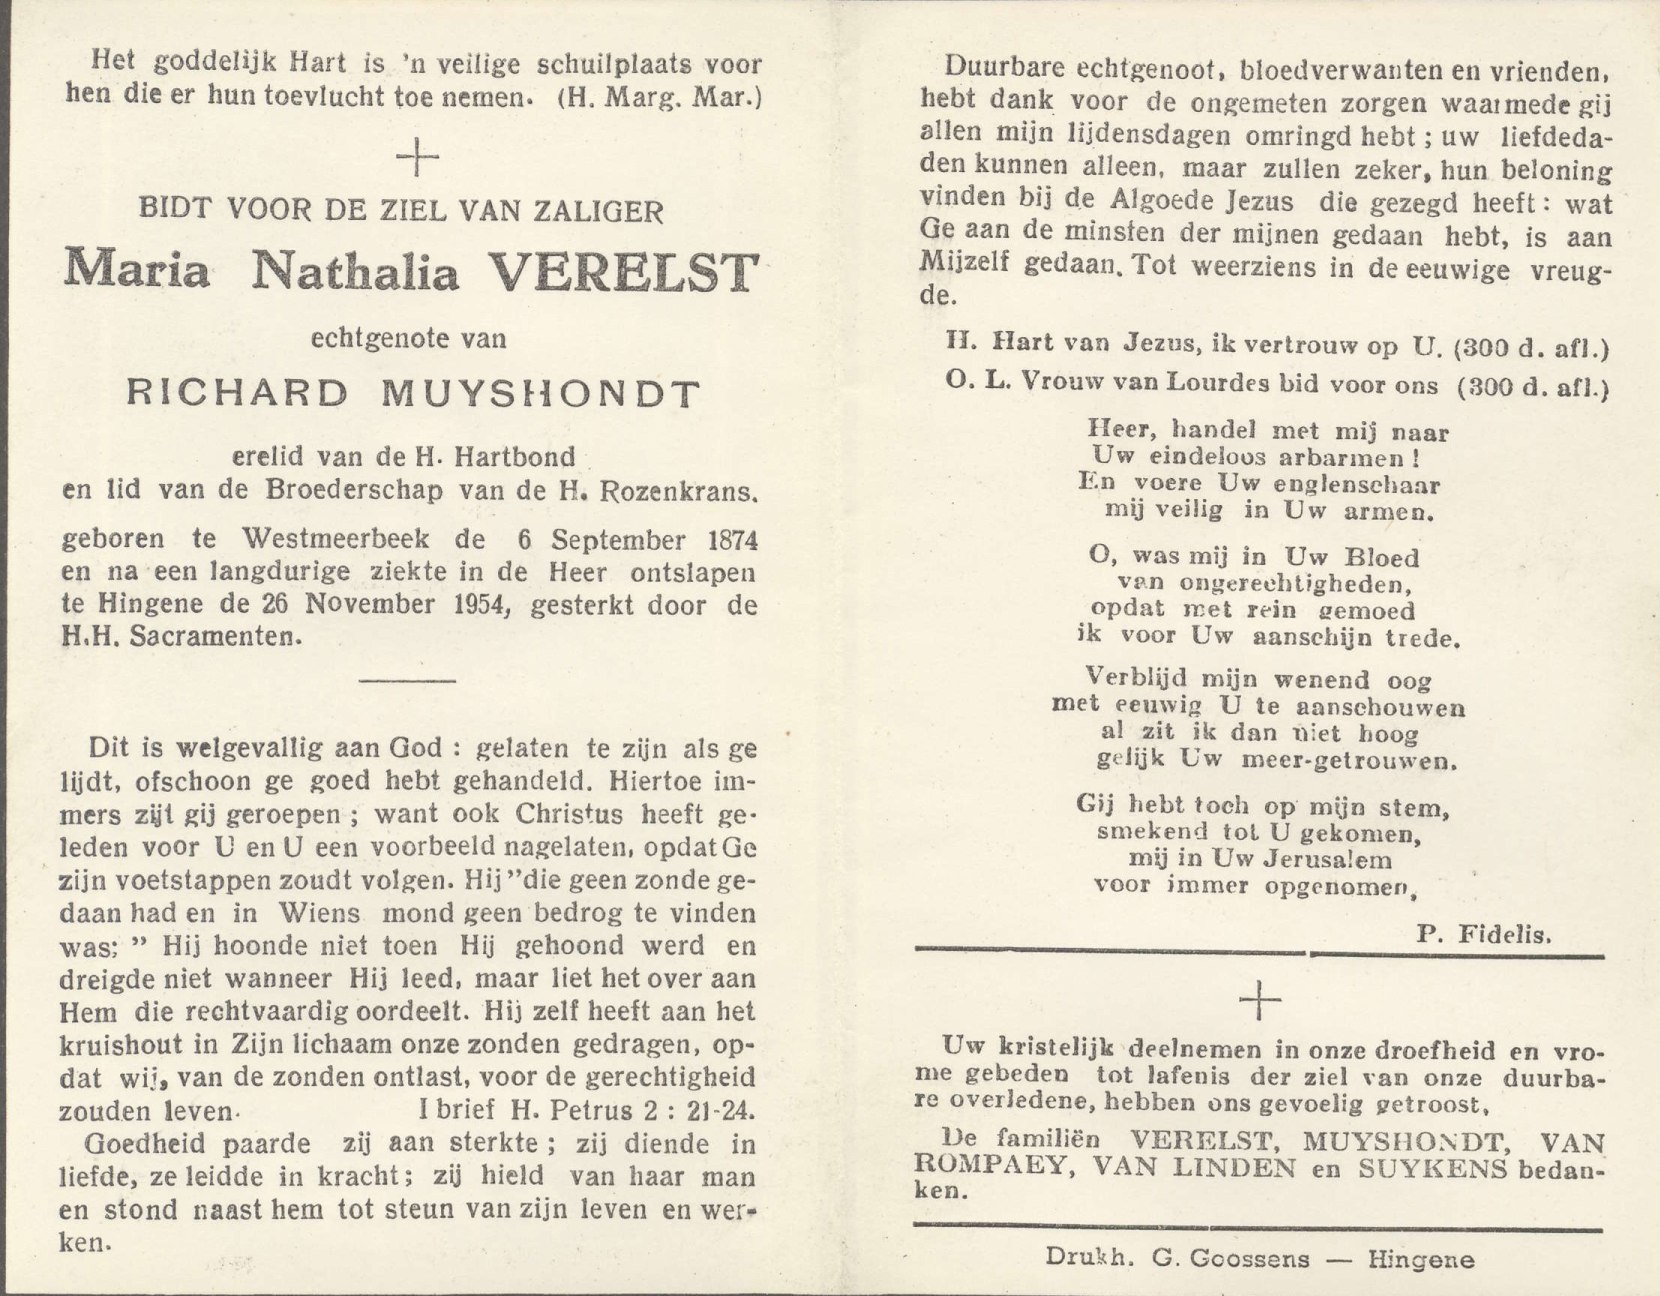 Het goddelijk Hart is 'n veilige schuilplaats voor
hen die er hun toevlucht toe nemen. (H. Marg. Mar.)
BIDT VOOR DE ZIEL VAN ZALIGER
Maria Nathalia VERELST
echtgenote van
RICHARD MUYSHONDT
erelid van de H. Hartbond
en lid van de Broederschap van de H. Rozenkrans.
geboren te Westmeerbeek de 6 September 1874
en na een langdurige ziekte in de Heer ontslapen
te Hingene de 26 November 1954, gesterkt door de
H.H. Sacramenten.
Dit is welgevallig aan God : gelaten te zijn als ge
lijdt, ofschoon ge goed hebt gehandeld. Hiertoe im-
mers zijt gij geroepen ; want ook Christus heeft ge-
leden voor U en U een voorbeeld nagelaten, opdat Ge
zijn voetstappen zoudt volgen. Hij "die geen zonde ge-
daan had en in Wiens mond geen bedrog te vinden
was; " Hij hoonde niet toen Hij gehoond werd en
dreigde niet wanneer Hij leed, maar liet het over aan
Hem die rechtvaardig oordeelt. Hij zelf heeft aan het
kruishout in Zijn lichaam onze zonden gedragen, op-
dat wij, van de zonden ontlast, voor de gerechtigheid
zouden leven. I brief H. Petrus 2 : 21-24.
Goedheid paarde zij aan sterkte ; zij diende in
liefde, ze leidde in kracht ; zij hield van haar man
en stond naast hem tot steun van zijn leven en wer-
ken.
Duurbare echtgenoot, bloedverwanten en vrienden,
hebt dank voor de ongemeten zorgen waarmede gij
allen mijn lijdensdagen omringd hebt ; uw liefdeda-
den kunnen alleen, maar zullen zeker, hun beloning
vinden bij de Algoede Jezus die gezegd heeft : wat
Ge aan de minsten der mijnen gedaan hebt, is aan
Mijzelf gedaan. Tot weerziens in de eeuwige vreug-
de.
H. Hart van Jezus, ik vertrouw op U. (300 d. afl.)
O. L. Vrouw van Lourdes bid voor ons (300 d. afl.)
Heer, handel met mij naar
Uw eindeloos arbarmen !
En voere Uw englenschaar
mij veilig in Uw armen.
O, was mij in Uw Bloed
van ongerechtigheden,
opdat met rein gemoed
ik voor Uw aanschijn trede.
Verblijd mijn wenend oog
met eeuwig U te aanschouwen
al zit ik dan niet hoog
gelijk Uw meer-getrouwen.
Gij hebt toch op mijn stem,
smekend tot U gekomen,
mij in Uw Jerusalem
voor immer opgenomen,
P. Fidelis.
Uw kristelijk deelnemen in onze droefheid en vro-
me gebeden tot lafenis der ziel van onze duurba-
re overledene, hebben ons gevoelig getroost,
De familiën VERELST, MUYSHONDT, VAN
ROMPAEY, VAN LINDEN en SUYKENS bedan-
ken.
Drukh. G. Goossens — Hingene